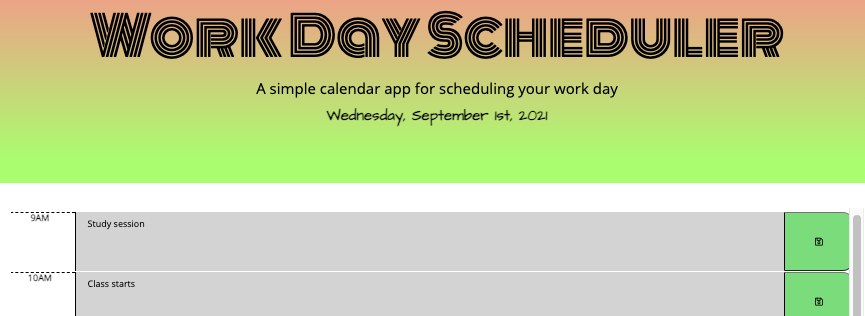 Work Day Scheduler
A simple calendar app for scheduling your work day
Wednesday, September 1st, 2021
9AM
Study session
10AM
Class starts